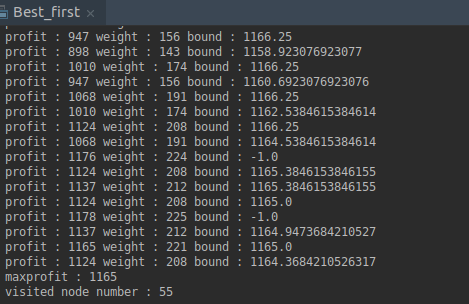 Best_first ×
profit : 947 weight : 156 bound : 1166.25
profit : 898 weight : 143 bound : 1158.923076923077
profit : 1010 weight : 174 bound : 1166.25
profit : 947 weight : 156 bound : 1160.6923076923076
profit : 1068 weight : 191 bound : 1166.25
profit : 1010 weight : 174 bound : 1162.5384615384614
profit : 1124 weight : 208 bound : 1166.25
profit : 1068 weight : 191 bound : 1164.5384615384614
profit : 1176 weight : 224 bound : -1.0
profit : 1124 weight : 208 bound : 1165.3846153846155
profit : 1137 weight : 212 bound : 1165.3846153846155
profit : 1124 weight : 208 bound : 1165.0
profit : 1178 weight : 225 bound : -1.0
profit : 1137 weight : 212 bound : 1164.9473684210527
profit : 1165 weight : 221 bound : 1165.0
profit : 1124 weight : 208 bound : 1164.3684210526317
maxprofit : 1165
visited node number : 55